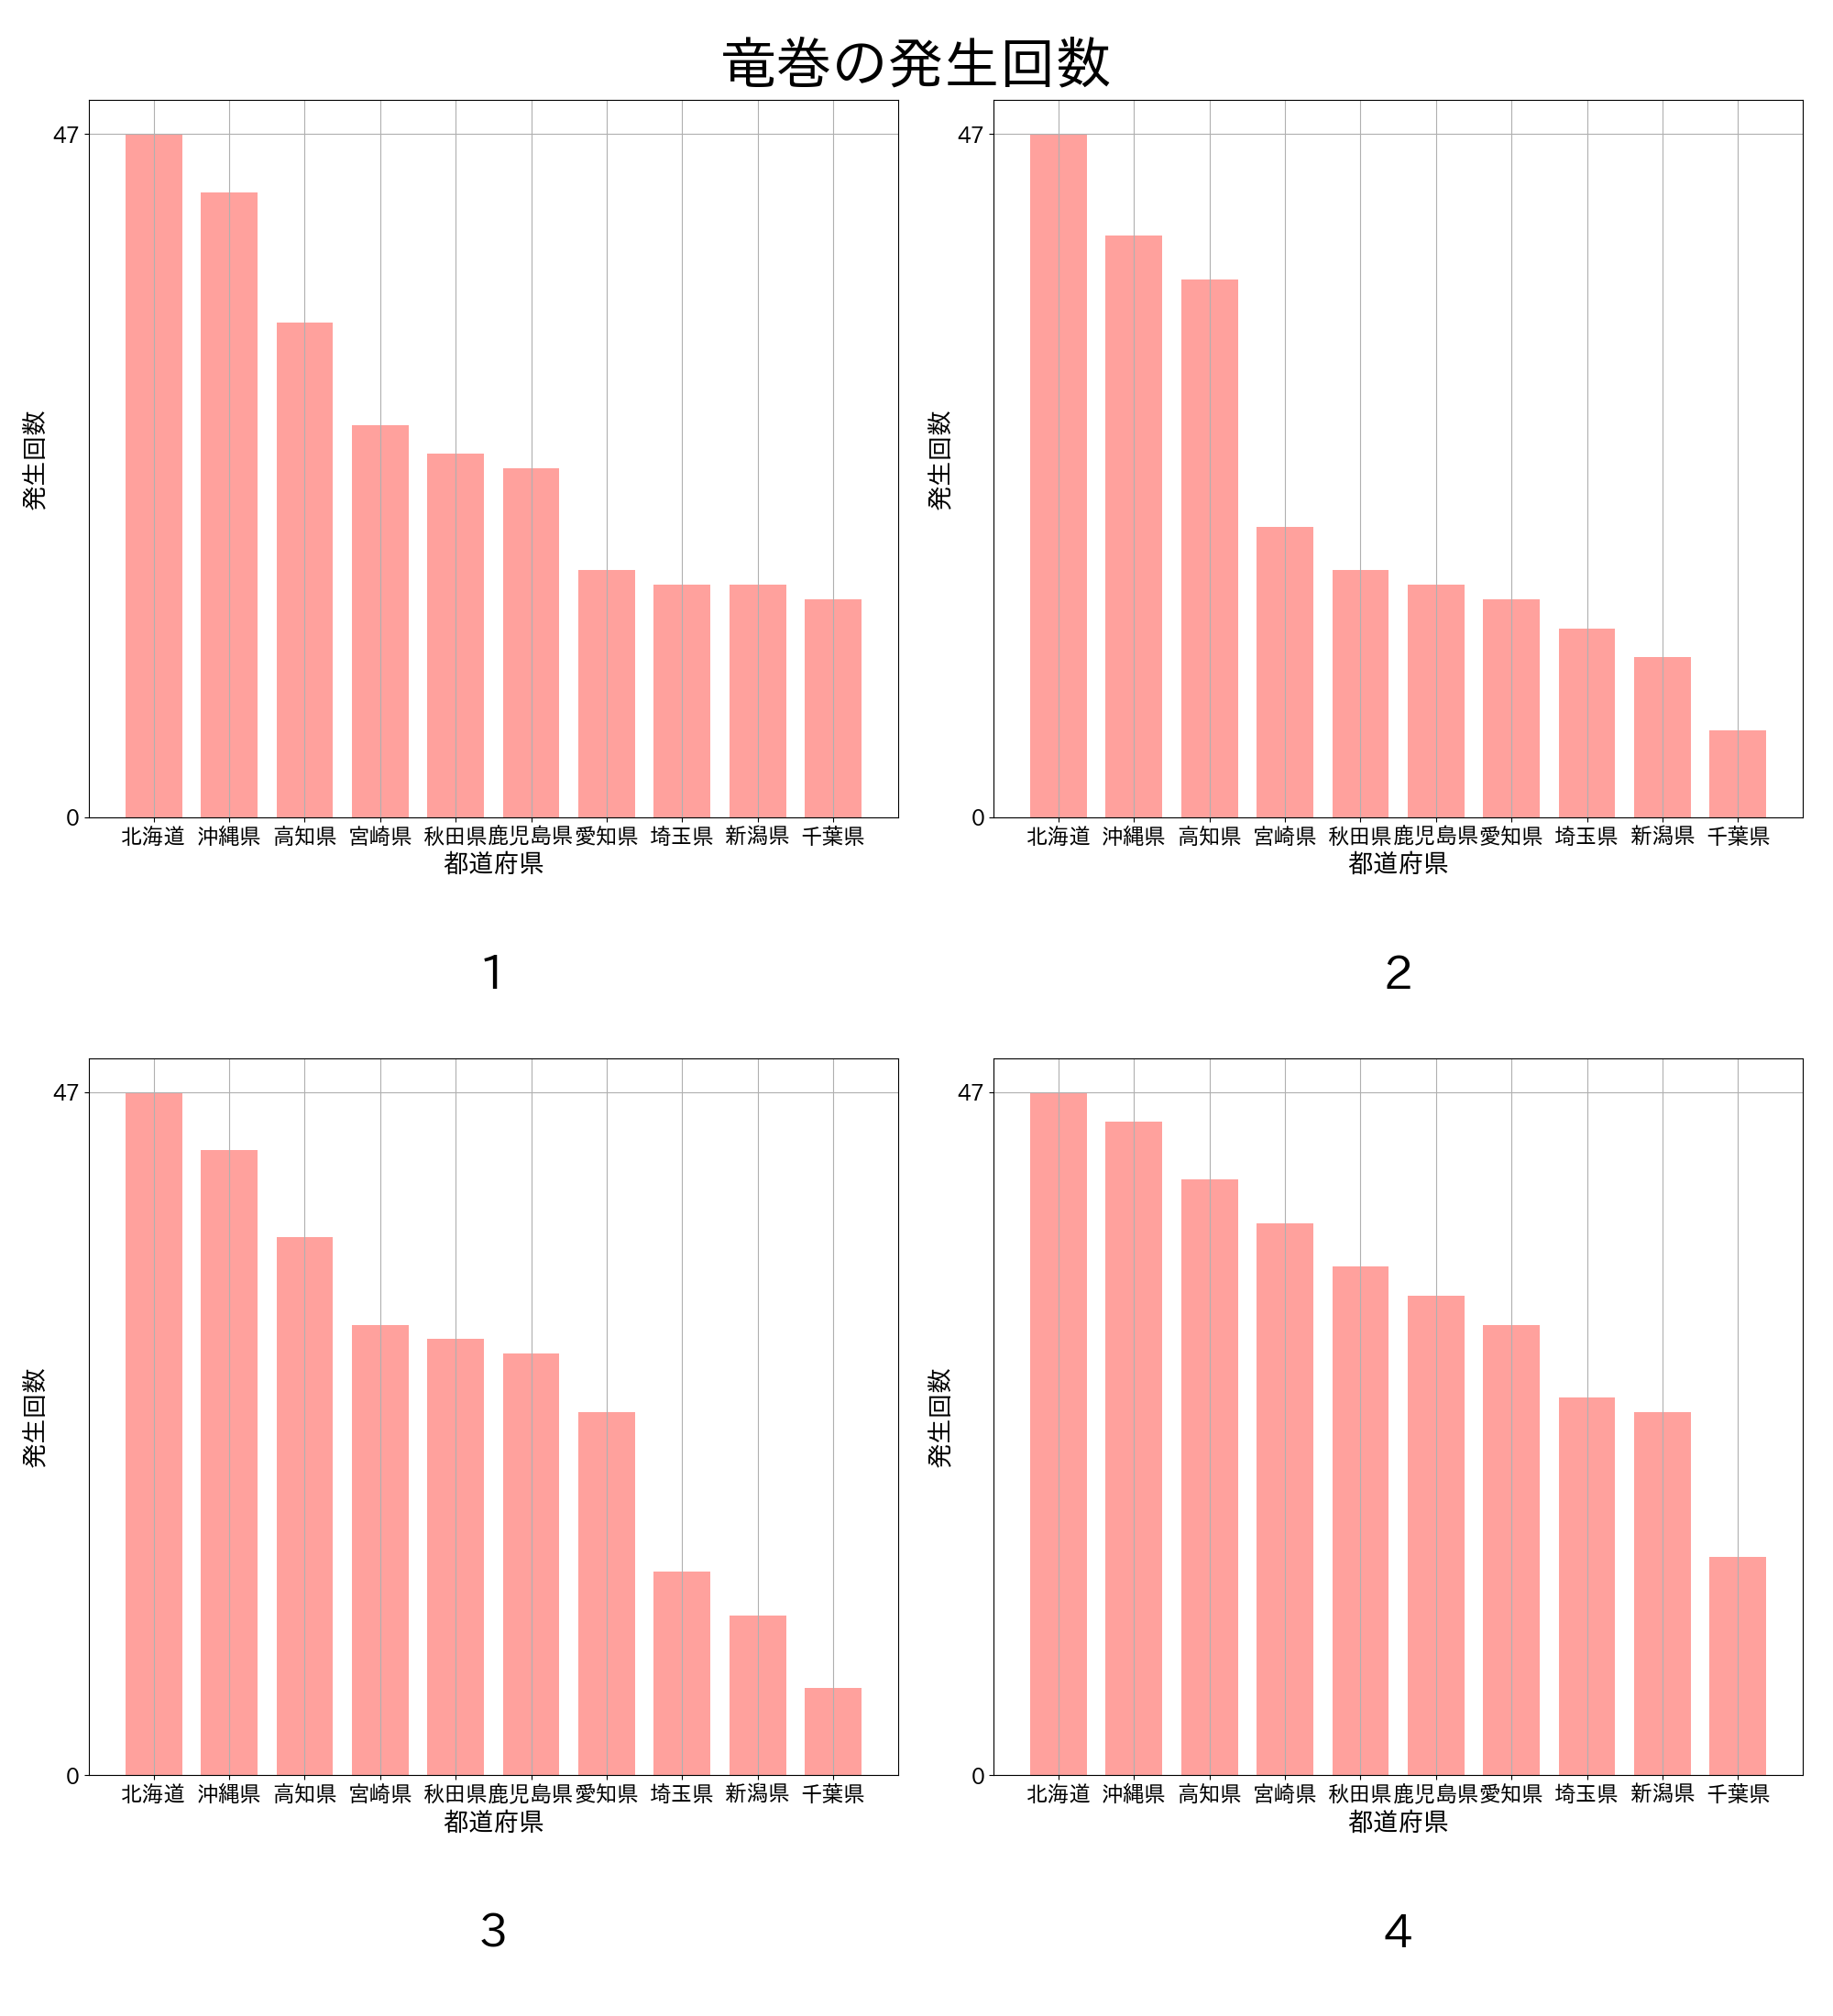 竜巻の発生回数
47
0
発生回数
北海道 沖縄県 高知県 宮崎県 秋田県 鹿児島県 愛知県 埼玉県 新潟県 千葉県
都道府県
1
47
0
発生回数
北海道 沖縄県 高知県 宮崎県 秋田県 鹿児島県 愛知県 埼玉県 新潟県 千葉県
都道府県
2
47
0
発生回数
北海道 沖縄県 高知県 宮崎県 秋田県 鹿児島県 愛知県 埼玉県 新潟県 千葉県
都道府県
3
47
0
発生回数
北海道 沖縄県 高知県 宮崎県 秋田県 鹿児島県 愛知県 埼玉県 新潟県 千葉県
都道府県
4